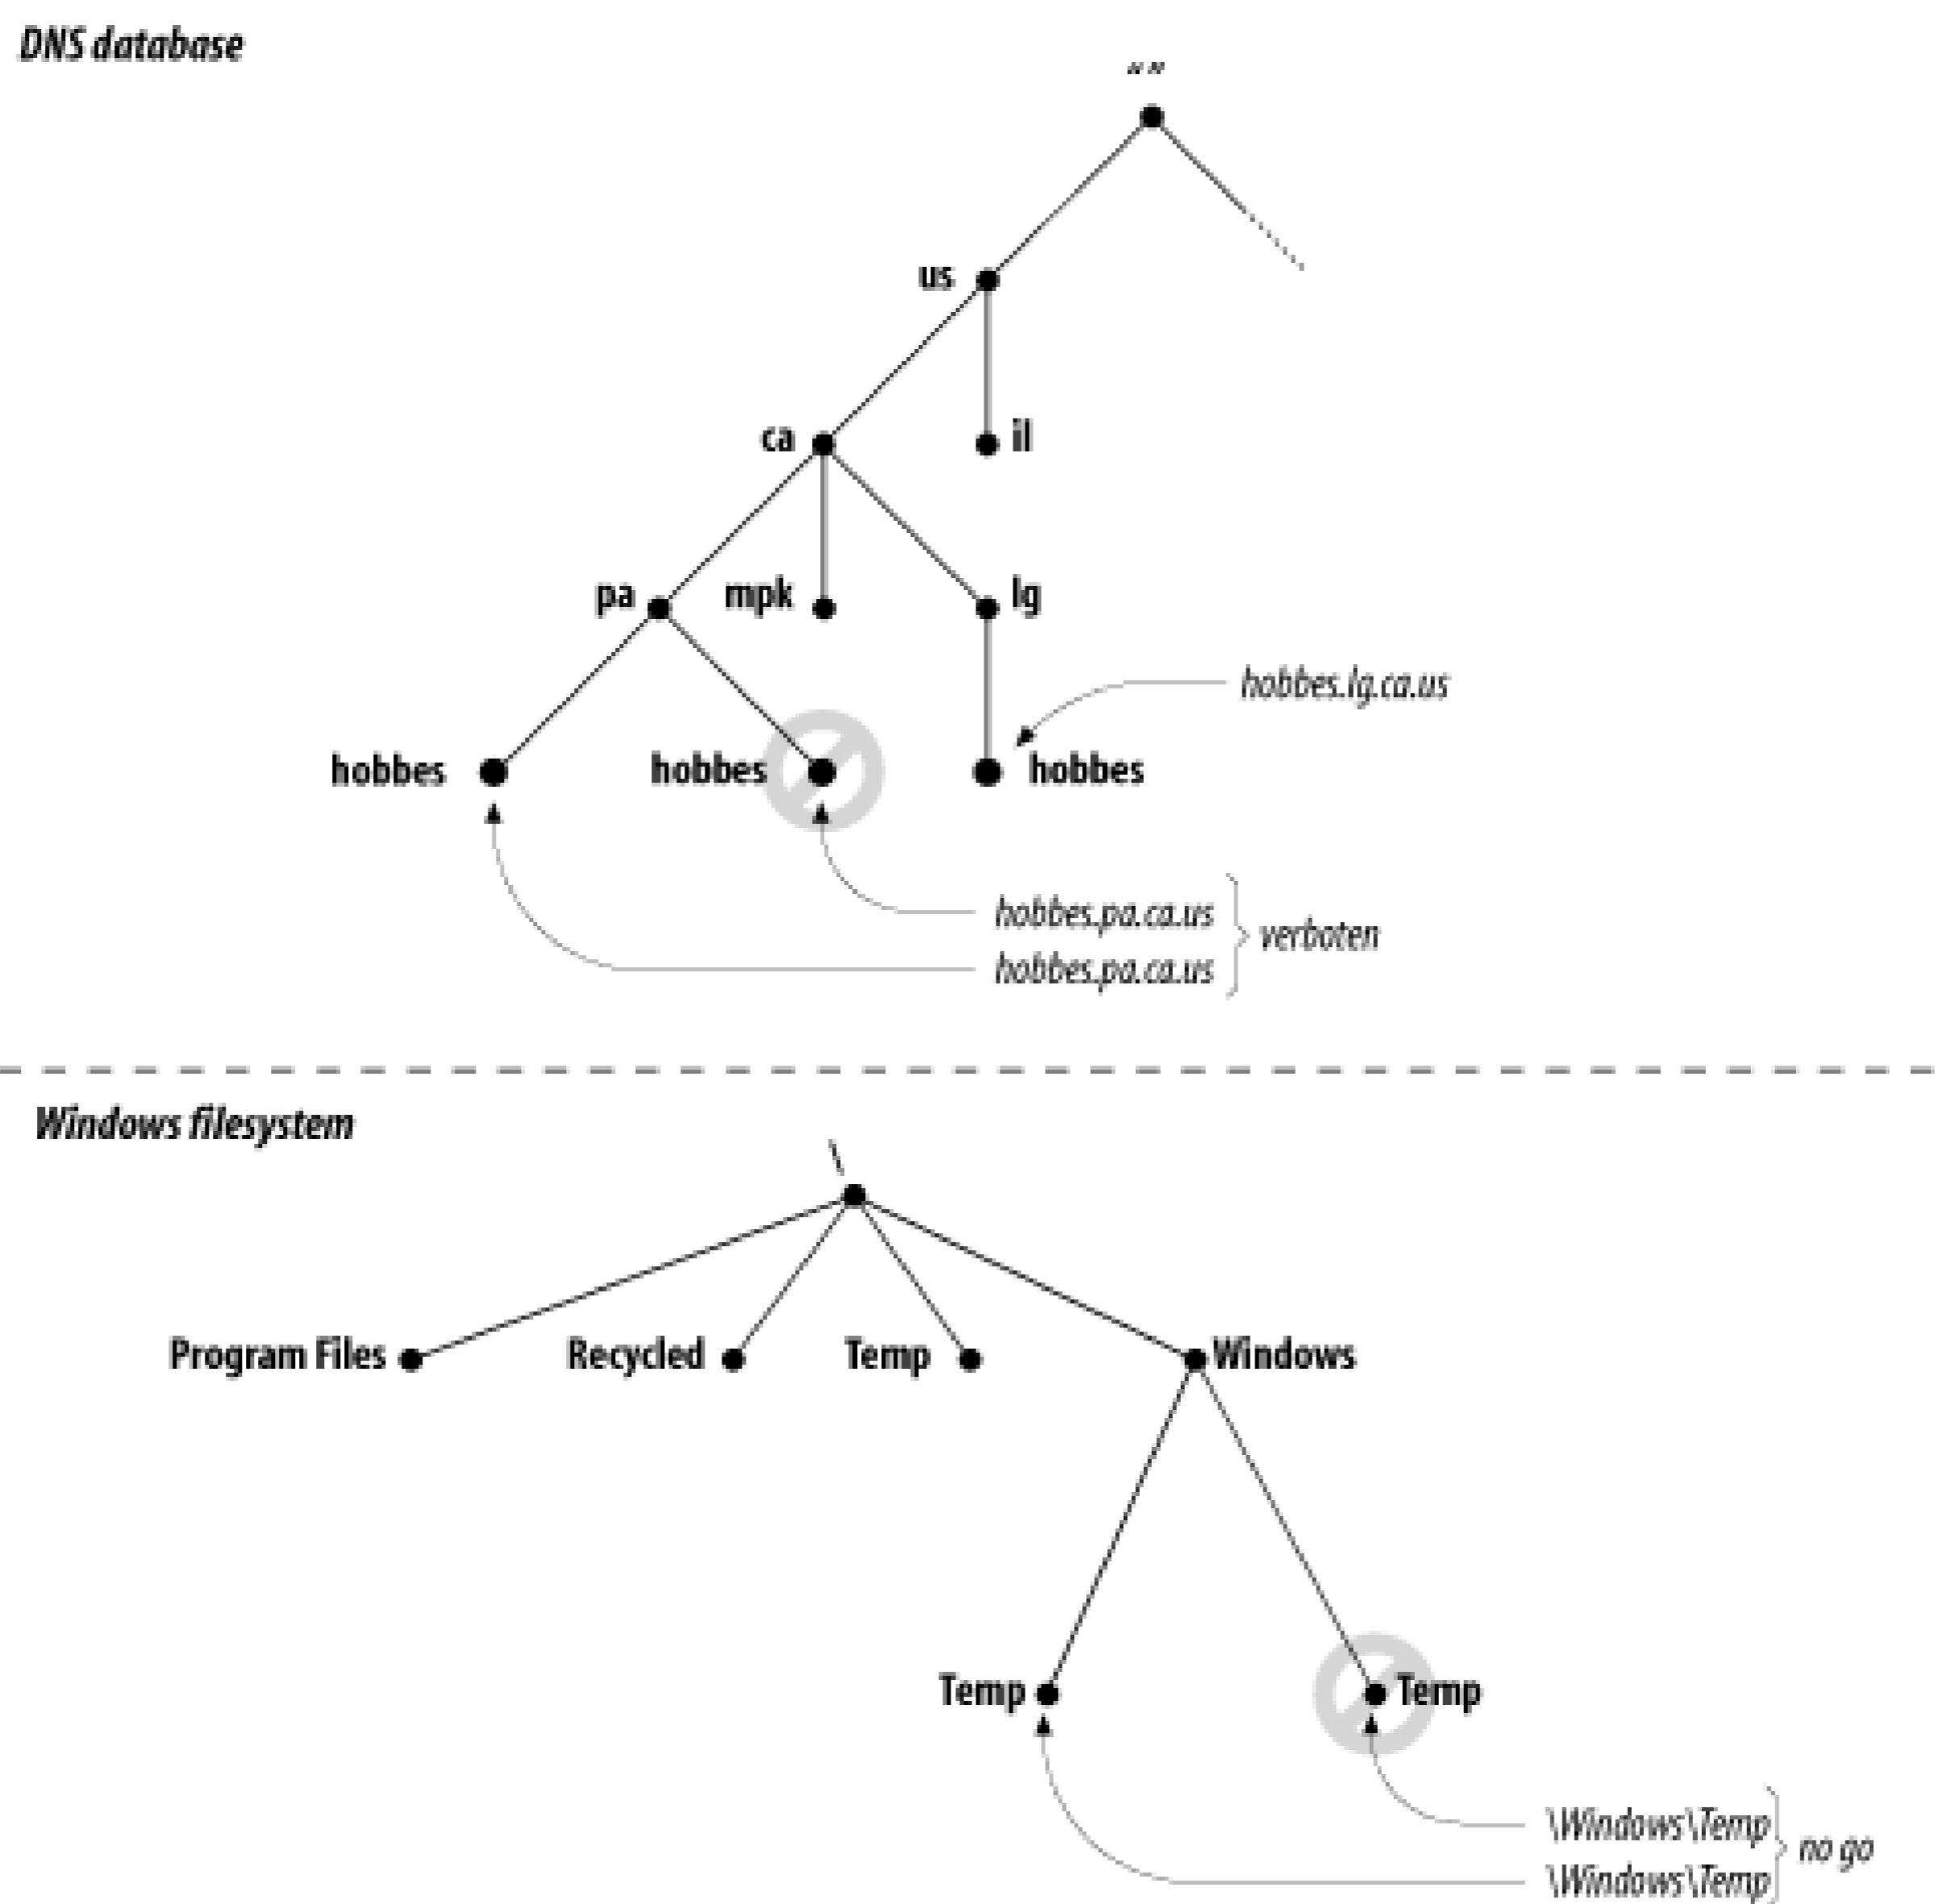 DNS database
“ ”
us
ca
il
pa
mpk
lg
hobbes.lg.ca.us
hobbes
hobbes
hobbes
hobbes.pa.ca.us
verboten
hobbes.pa.ca.us
Windows filesystem
\
Program Files
Recycled
Temp
Windows
Temp
Temp
\Windows\Temp
no go
\Windows\Temp